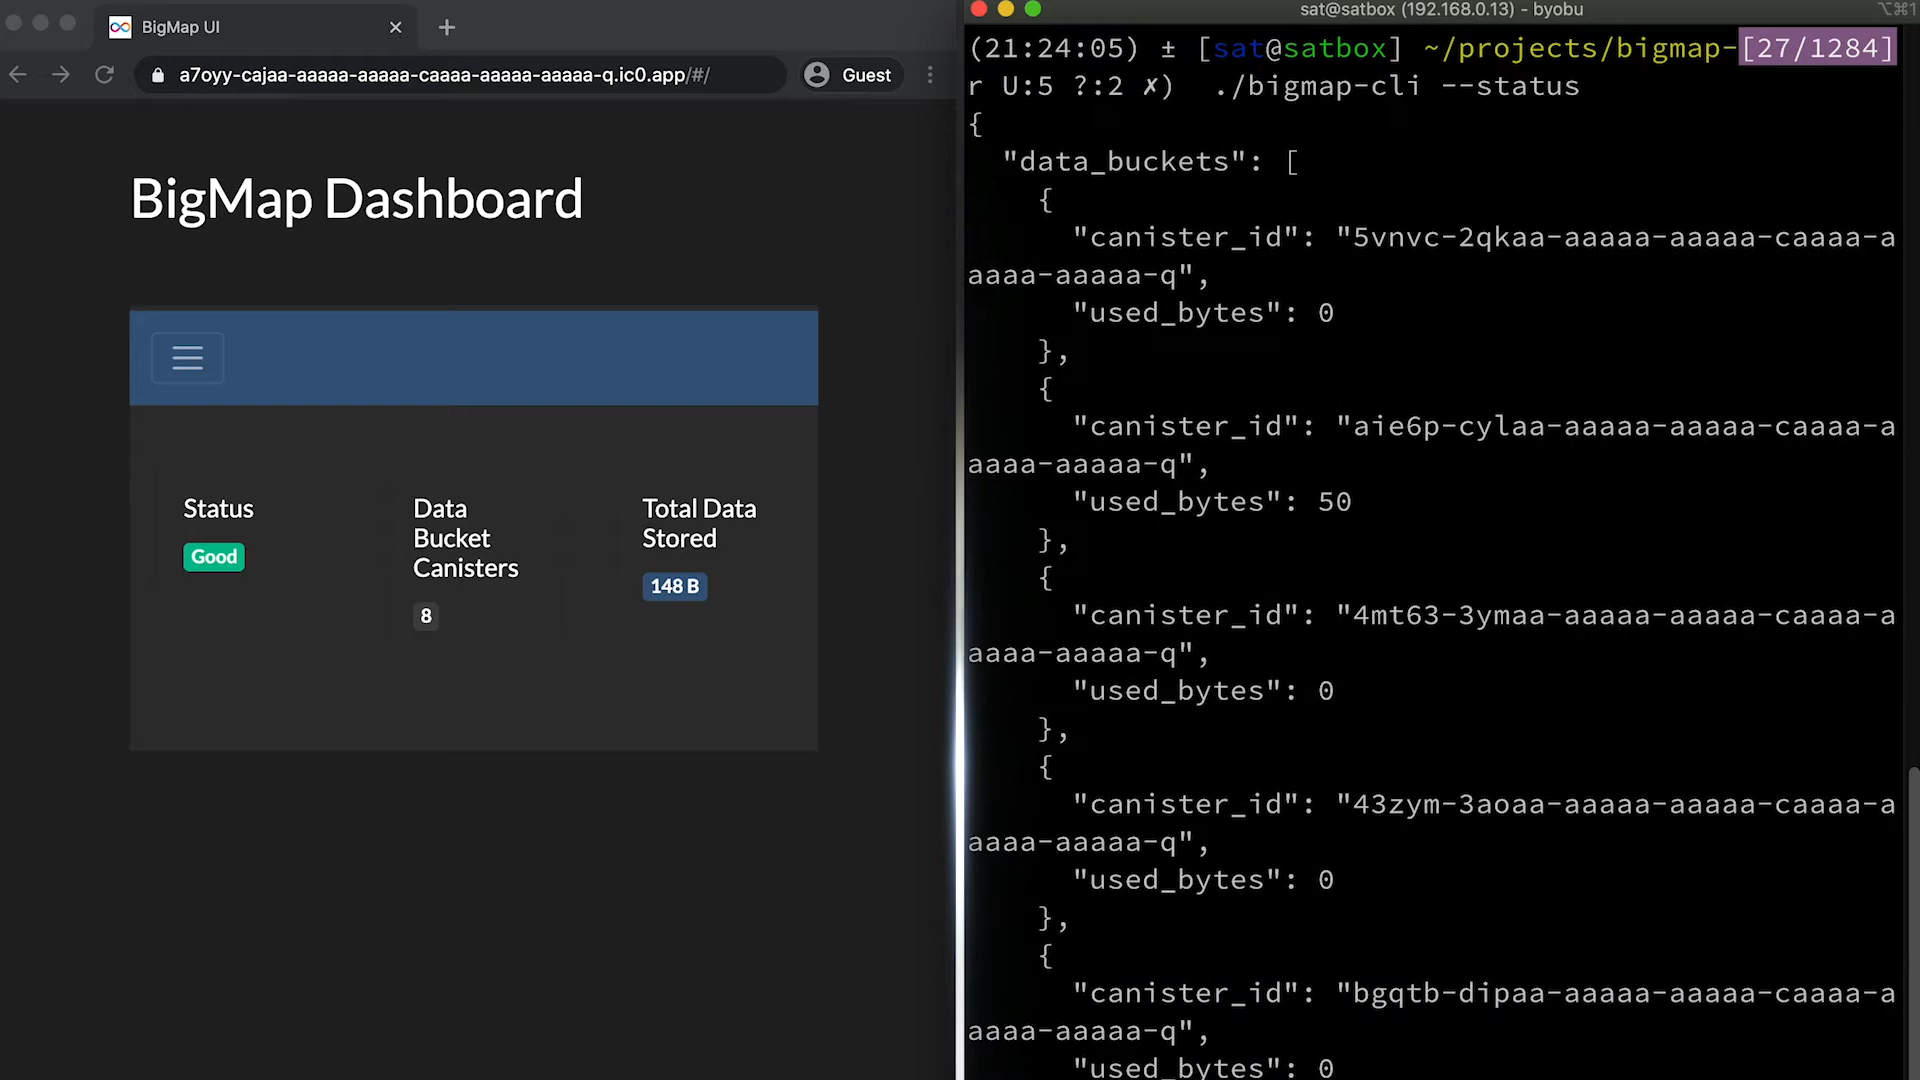 BigMap UI
a7oyy-cajaa-aaaaa-aaaaa-caaaa-aaaaa-aaaaa-q.ic0.app/#/
Guest
BigMap Dashboard
Status
Good
Data
Bucket
Canisters
8
Total Data
Stored
148 B
sat@satbox (192.168.0.13) - byobu
⌥⌘1
(21:24:05) ± [sat@satbox] ~/projects/bigmap-[27/1284]
r U:5 ?:2 ✗)  ./bigmap-cli --status
{
"data_buckets": [
{
"canister_id": "5vnvc-2qkaa-aaaaa-aaaaa-caaaa-a
aaaa-aaaaa-q",
"used_bytes": 0
},
{
"canister_id": "aie6p-cylaa-aaaaa-aaaaa-caaaa-a
aaaa-aaaaa-q",
"used_bytes": 50
},
{
"canister_id": "4mt63-3ymaa-aaaaa-aaaaa-caaaa-a
aaaa-aaaaa-q",
"used_bytes": 0
},
{
"canister_id": "43zym-3aoaa-aaaaa-aaaaa-caaaa-a
aaaa-aaaaa-q",
"used_bytes": 0
},
{
"canister_id": "bgqtb-dipaa-aaaaa-aaaaa-caaaa-a
aaaa-aaaaa-q",
"used_bytes": 0